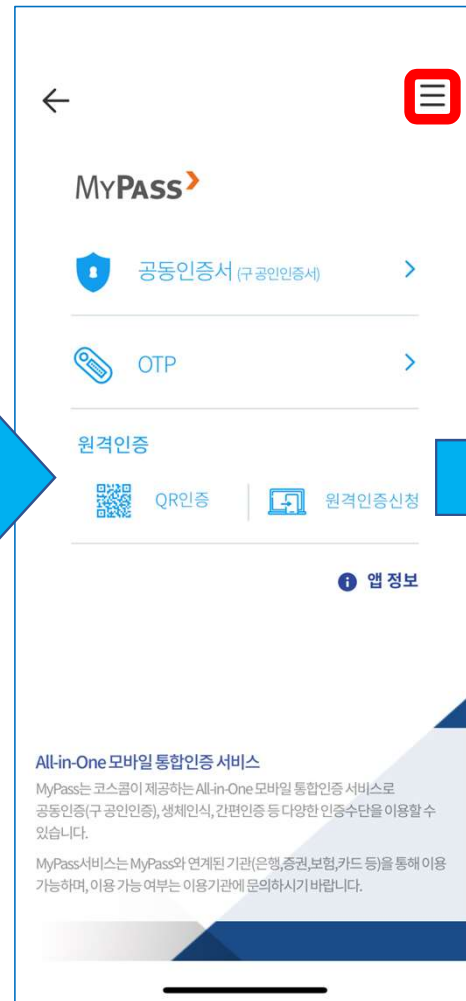 MYPASS
공동인증서 (구 공인인증서)
OTP
원격인증
QR인증
원격인증신청
앱 정보
All-in-One 모바일 통합인증 서비스
MyPass는 코스콤이 제공하는 All-in-One 모바일 통합인증 서비스로
공동인증(구 공인인증), 생체인식, 간편인증 등 다양한 인증수단을 이용할 수
있습니다.
MyPass서비스는 MyPass와 연계된 기관(은행,증권,보험,카드 등)을 통해 이용
가능하며, 이용 가능 여부는 이용기관에 문의하시기 바랍니다.